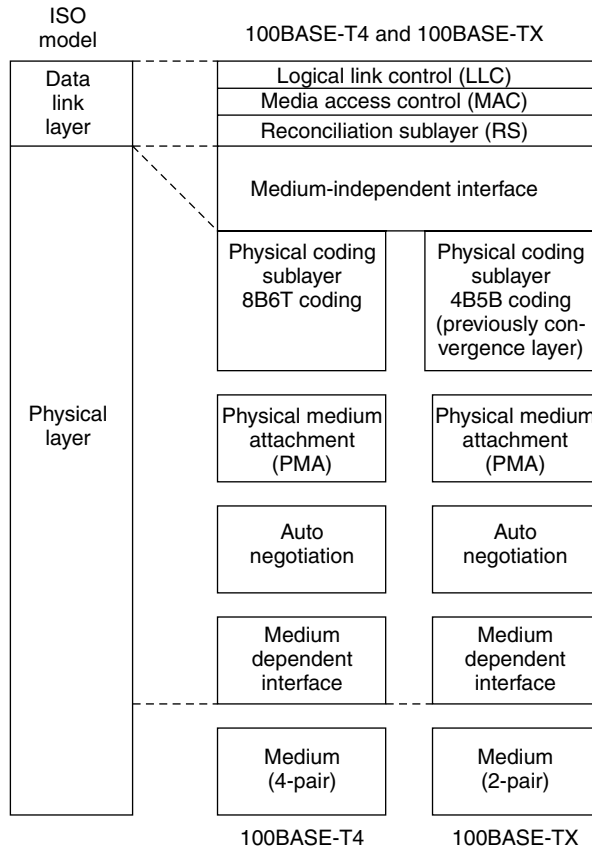 ISO
model
100BASE-T4 and 100BASE-TX
Data
link
layer
Logical link control (LLC)
Media access control (MAC)
Reconciliation sublayer (RS)
Medium-independent interface
Physical
layer
Physical coding
sublayer
8B6T coding
Physical coding
sublayer
4B5B coding
(previously con-
vergence layer)
Physical medium
attachment
(PMA)
Physical medium
attachment
(PMA)
Auto
negotiation
Auto
negotiation
Medium
dependent
interface
Medium
dependent
interface
Medium
(4-pair)
Medium
(2-pair)
100BASE-T4
100BASE-TX